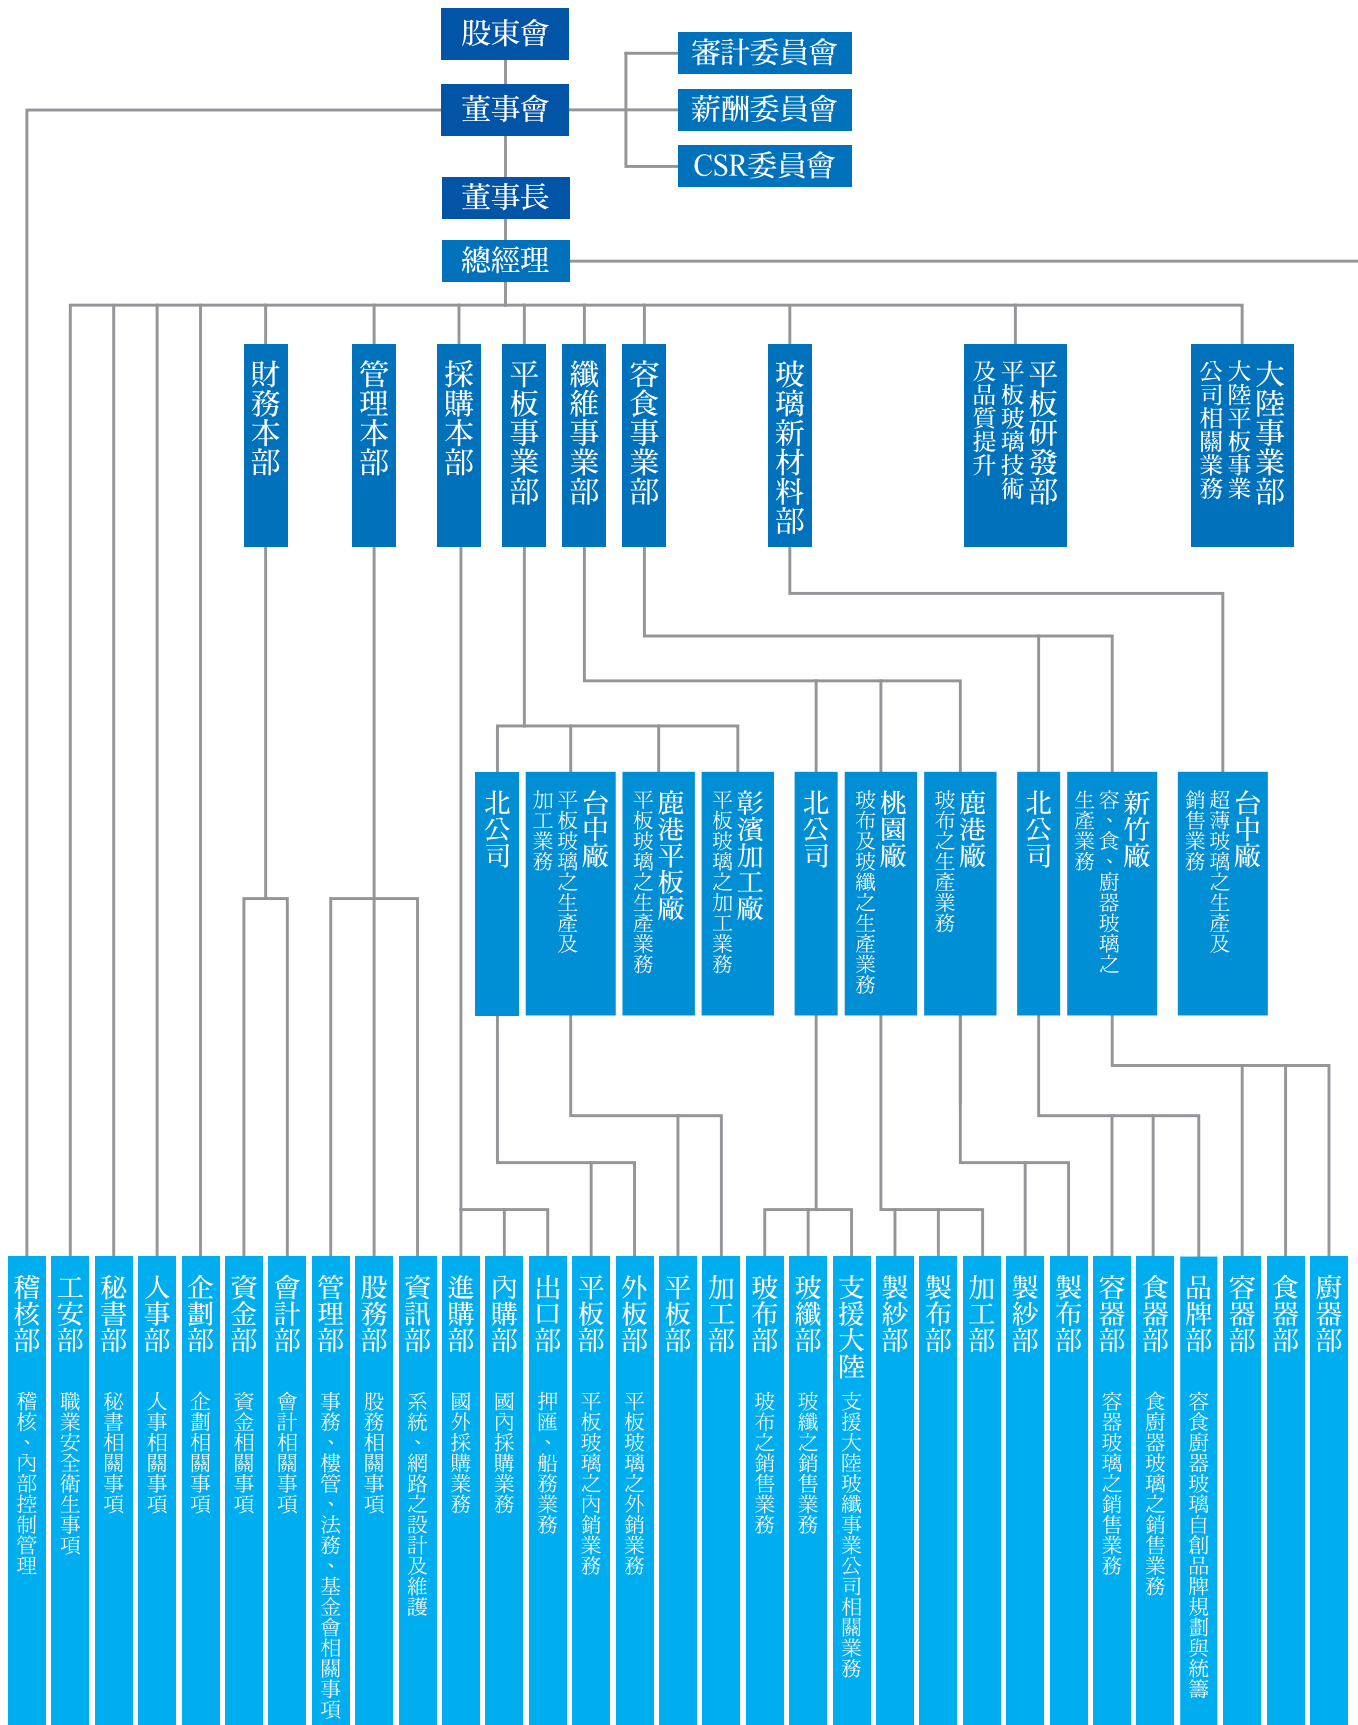 股東會
董事會
審計委員會
薪酬委員會
CSR委員會
董事長
總經理
財務本部
管理本部
採購本部
平板事業部
纖維事業部
容食事業部
玻璃新材料部
平板研發部
平板玻璃技術
及品質提升
大陸事業部
大陸平板事業
公司相關業務
北公司
台中廠
平板玻璃之生產及
加工業務
鹿港平板廠
平板玻璃之生產業務
彰濱加工廠
平板玻璃之加工業務
北公司
桃園廠
玻布及玻纖之生產業務
鹿港廠
玻布之生產業務
北公司
新竹廠
容、食、廚器玻璃之
生產業務
台中廠
超薄玻璃之生產及
銷售業務
稽核部
稽核、內部控制管理
工安部
職業安全衛生事項
秘書部
秘書相關事項
人事部
人事相關事項
企劃部
企劃相關事項
資金部
資金相關事項
會計部
會計相關事項
管理部
事務、樓管、法務、基金會相關事項
股務部
股務相關事項
資訊部
系統、網路之設計及維護
進購部
國外採購業務
內購部
國內採購業務
出口部
押匯、船務業務
平板部
平板玻璃之內銷業務
外板部
平板玻璃之外銷業務
平板部
加工部
玻布部
玻布之銷售業務
玻纖部
玻纖之銷售業務
支援大陸
支援大陸玻纖事業公司相關業務
製紗部
製布部
加工部
製紗部
製布部
容器部
容器玻璃之銷售業務
食器部
食廚器玻璃之銷售業務
品牌部
容食廚器玻璃自創品牌規劃與統籌
容器部
食器部
廚器部